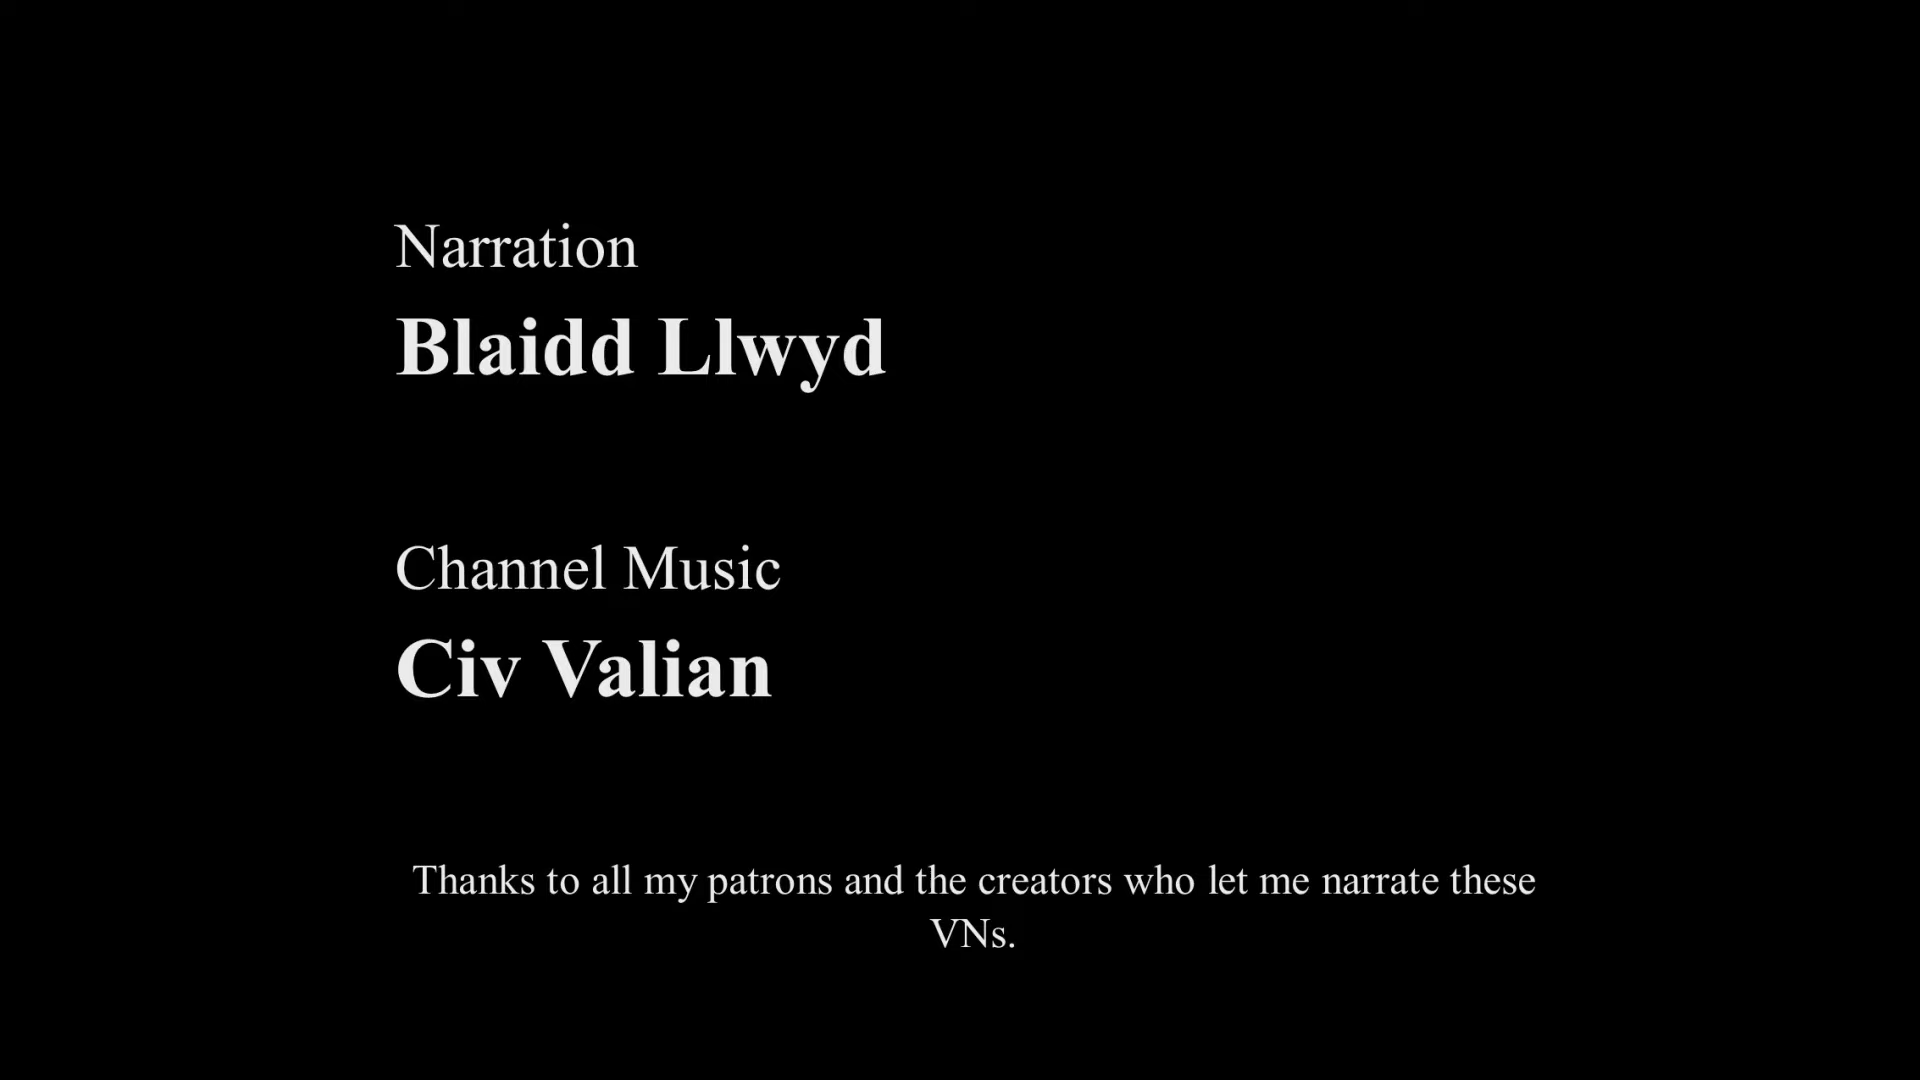 Narration
Blaidd Llwyd
Channel Music
Civ Valian
Thanks to all my patrons and the creators who let me narrate these
VNs.